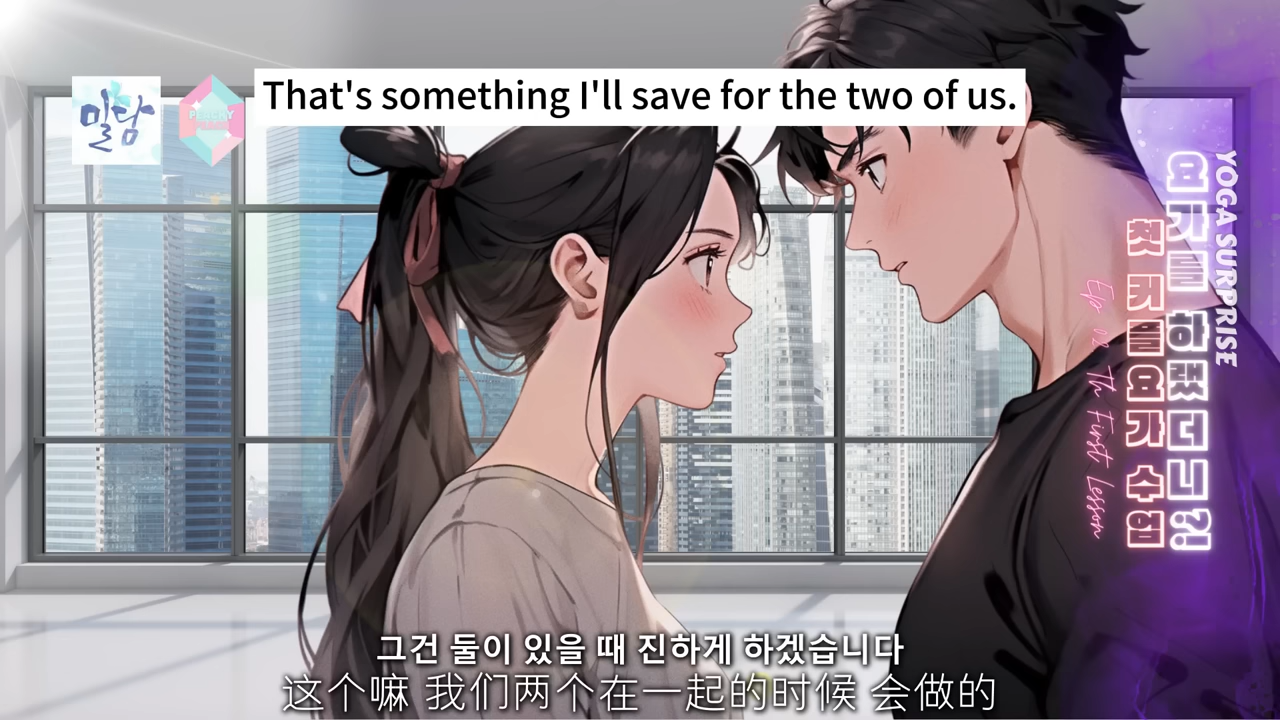 That's something I'll save for the two of us.
밀탐
PEACHY
YOGA SURPRISE
요가를 하랬더니?!
첫 커플요가 수업
Ep 02 Th First Lesson
그건 둘이 있을 때 진하게 하겠습니다
这个嘛 我们两个在一起的时候 会做的